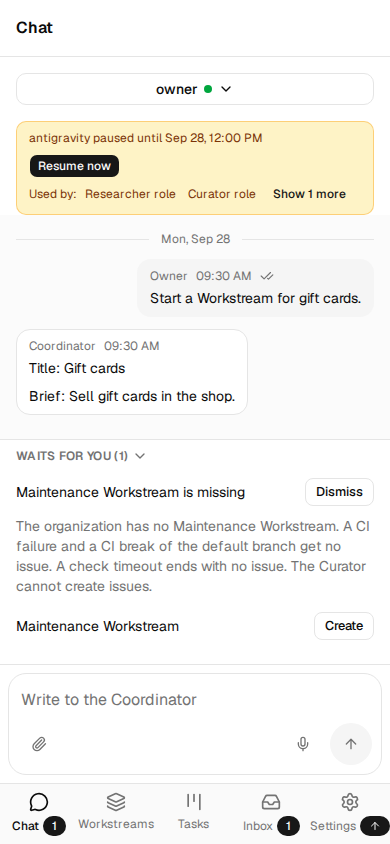 Chat
owner
antigravity paused until Sep 28, 12:00 PM
Resume now
Used by: Researcher role Curator role Show 1 more
Mon, Sep 28
Owner 09:30 AM
Start a Workstream for gift cards.
Coordinator 09:30 AM
Title: Gift cards
Brief: Sell gift cards in the shop.
WAITS FOR YOU (1)
Maintenance Workstream is missing Dismiss
The organization has no Maintenance Workstream. A CI
failure and a CI break of the default branch get no
issue. A check timeout ends with no issue. The Curator
cannot create issues.
Maintenance Workstream Create
Write to the Coordinator
Chat 1 Workstreams Tasks Inbox 1 Settings